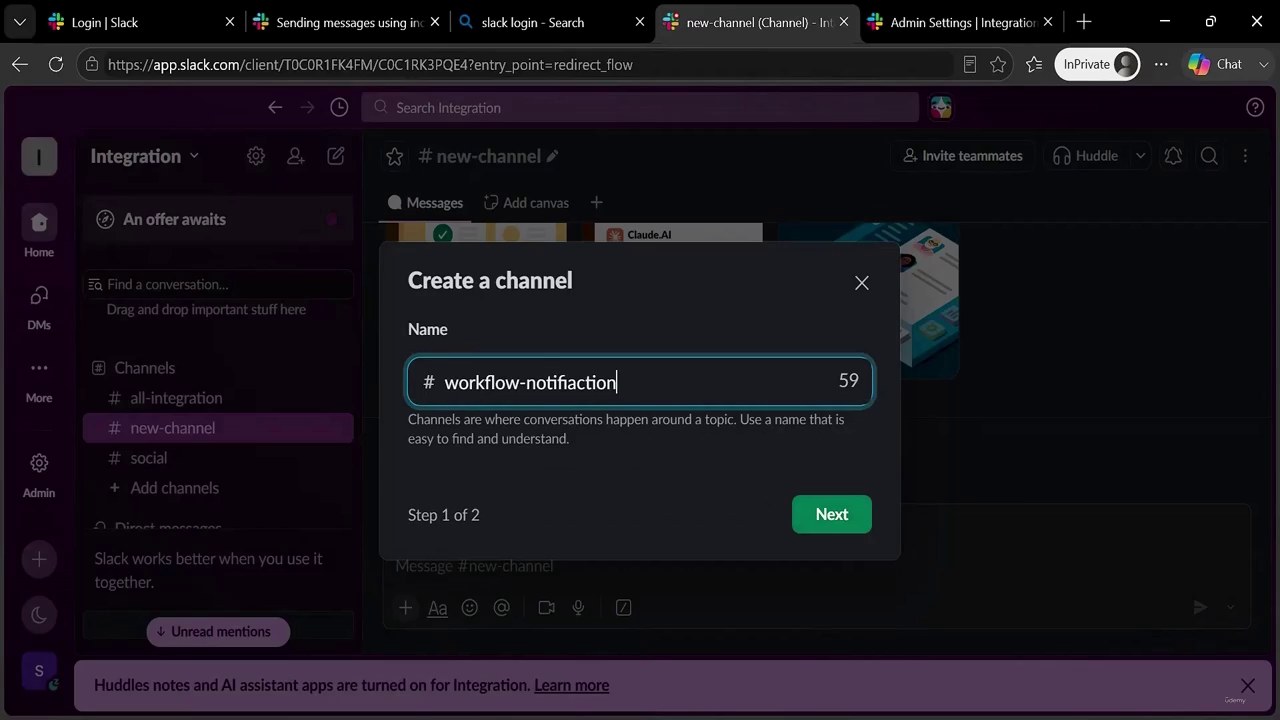 Login | Slack
Sending messages using inc
slack login - Search
new-channel (Channel) - Int
Admin Settings | Integration
https://app.slack.com/client/T0C0R1FK4FM/C0C1RK3PQE4?entry_point=redirect_flow
InPrivate
Chat
Search Integration
I
Integration
# new-channel
Invite teammates
Huddle
An offer awaits
Messages
Add canvas
Home
Claude.AI
Find a conversation...
Drag and drop important stuff here
DMs
Channels
# all-integration
More
# new-channel
# social
Admin
+ Add channels
Direct messages
Slack works better when you use it
together.
Unread mentions
S
Create a channel
Name
# workflow-notifiaction
59
Channels are where conversations happen around a topic. Use a name that is
easy to find and understand.
Step 1 of 2
Next
Message #new-channel
Aa
Huddles notes and AI assistant apps are turned on for Integration. Learn more
Udemy